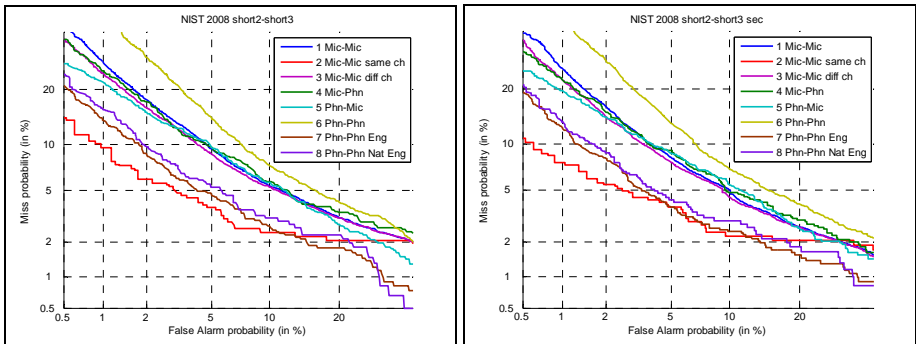 NIST 2008 short2-short3
Miss probability (in %)
20
10
5
2
1
0.5
1 Mic-Mic
2 Mic-Mic same ch
3 Mic-Mic diff ch
4 Mic-Phn
5 Phn-Mic
6 Phn-Phn
7 Phn-Phn Eng
8 Phn-Phn Nat Eng
0.5 1 2 5 10 20
False Alarm probability (in %)
NIST 2008 short2-short3 sec
Miss probability (in %)
20
10
5
2
1
0.5
1 Mic-Mic
2 Mic-Mic same ch
3 Mic-Mic diff ch
4 Mic-Phn
5 Phn-Mic
6 Phn-Phn
7 Phn-Phn Eng
8 Phn-Phn Nat Eng
0.5 1 2 5 10 20
False Alarm probability (in %)